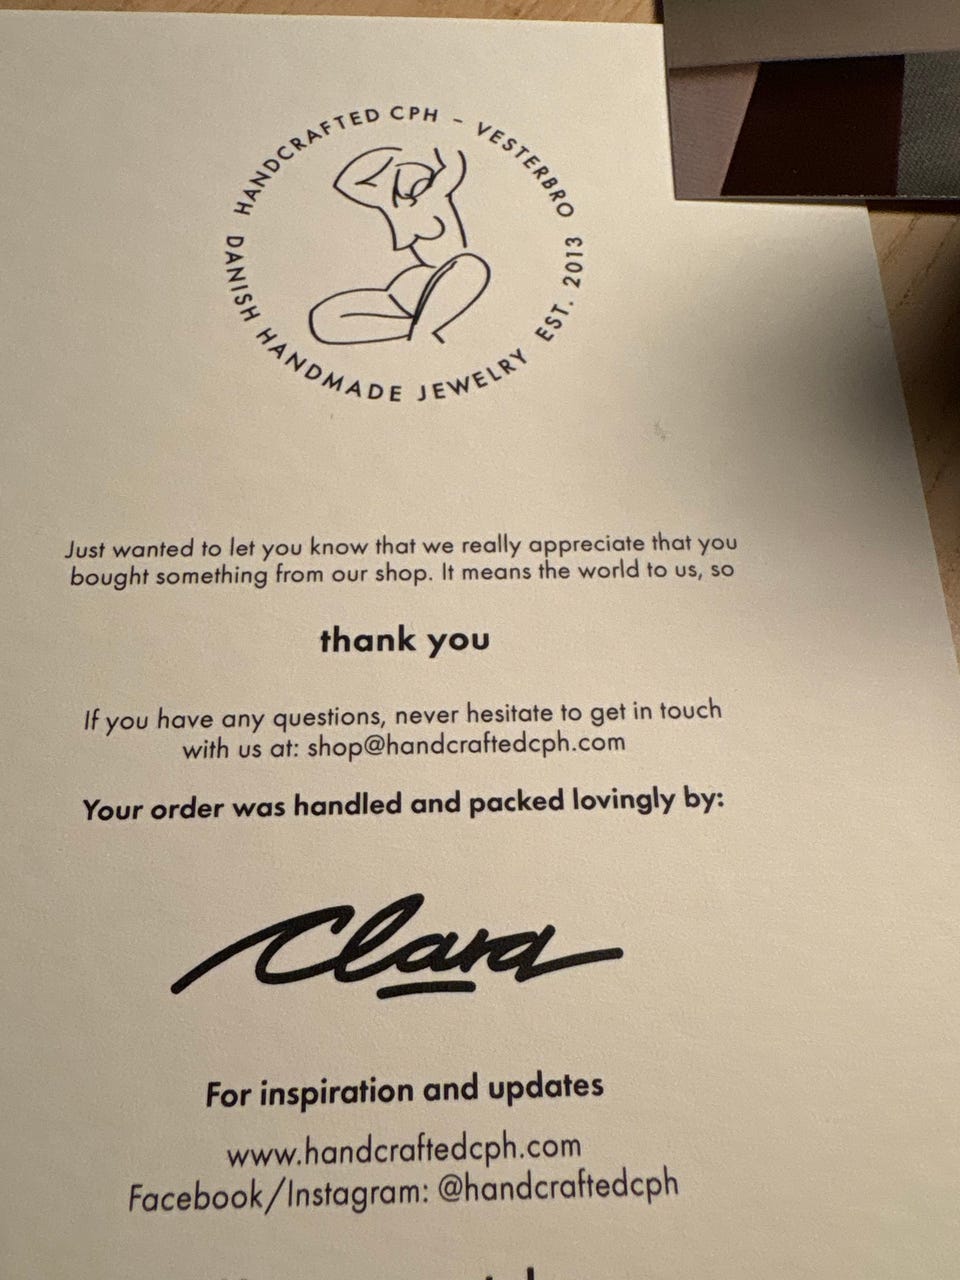 HANDCRAFTED CPH – VESTERBRO
EST. 2013
DANISH HANDMADE JEWELRY
Just wanted to let you know that we really appreciate that you
bought something from our shop. It means the world to us, so
thank you
If you have any questions, never hesitate to get in touch
with us at: shop@handcraftedcph.com
Your order was handled and packed lovingly by:
Clara
For inspiration and updates
www.handcraftedcph.com
Facebook/Instagram: @handcraftedcph